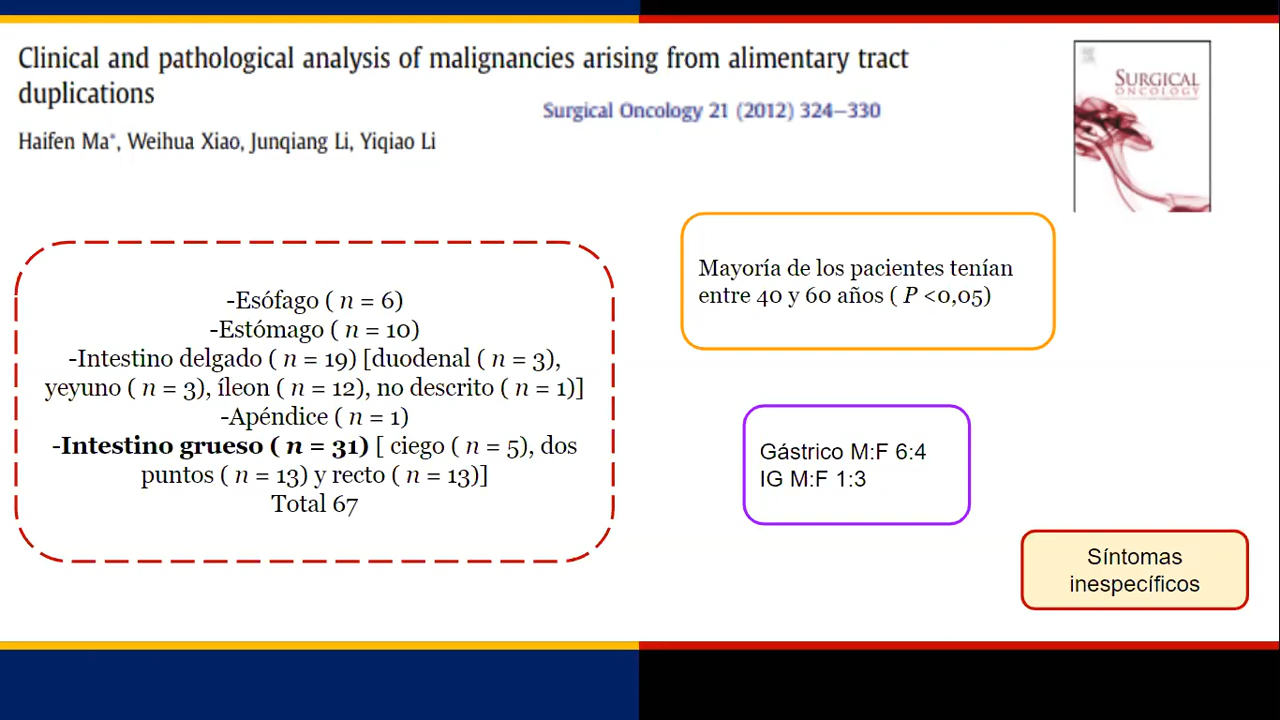 Clinical and pathological analysis of malignancies arising from alimentary tract
duplications
Surgical Oncology 21 (2012) 324–330
Haifen Ma*, Weihua Xiao, Junqiang Li, Yiqiao Li
SURGICAL
ONCOLOGY
-Esófago ( n = 6)
-Estómago ( n = 10)
-Intestino delgado ( n = 19) [duodenal ( n = 3),
yeyuno ( n = 3), íleon ( n = 12), no descrito ( n = 1)]
-Apéndice ( n = 1)
-Intestino grueso ( n = 31) [ ciego ( n = 5), dos
puntos ( n = 13) y recto ( n = 13)]
Total 67
Mayoría de los pacientes tenían
entre 40 y 60 años ( P <0,05)
Gástrico M:F 6:4
IG M:F 1:3
Síntomas
inespecíficos